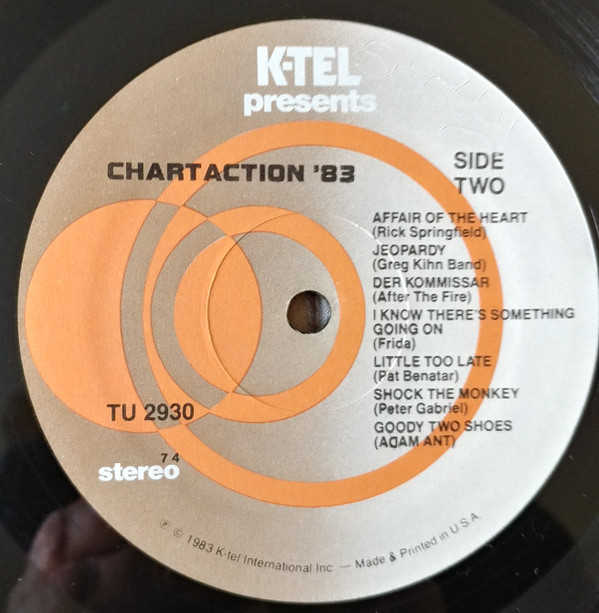 K-TEL
presents
CHARTACTION '83
SIDE
TWO
AFFAIR OF THE HEART
(Rick Springfield)
JEOPARDY
(Greg Kihn Band)
DER KOMMISSAR
(After The Fire)
I KNOW THERE'S SOMETHING
GOING ON
(Frida)
LITTLE TOO LATE
(Pat Benatar)
SHOCK THE MONKEY
(Peter Gabriel)
GOODY TWO SHOES
(ADAM ANT)
TU 2930
74
stereo
℗ © 1983 K-tel International Inc. — Made & Printed in U.S.A.